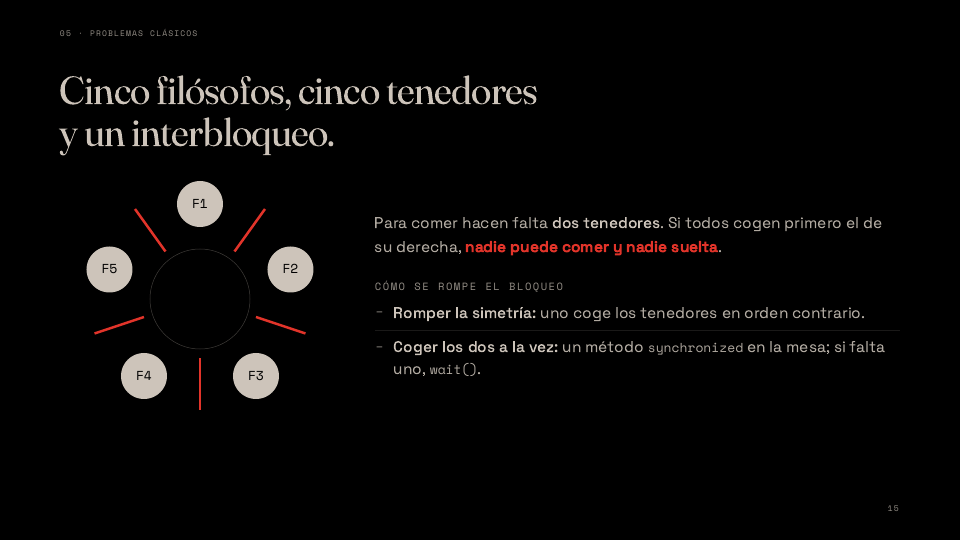 05 · PROBLEMAS CLÁSICOS
Cinco filósofos, cinco tenedores
y un interbloqueo.
F1
F5
F2
F4
F3
Para comer hacen falta dos tenedores. Si todos cogen primero el de
su derecha, nadie puede comer y nadie suelta.
CÓMO SE ROMPE EL BLOQUEO
– Romper la simetría: uno coge los tenedores en orden contrario.
– Coger los dos a la vez: un método synchronized en la mesa; si falta
uno, wait().
15